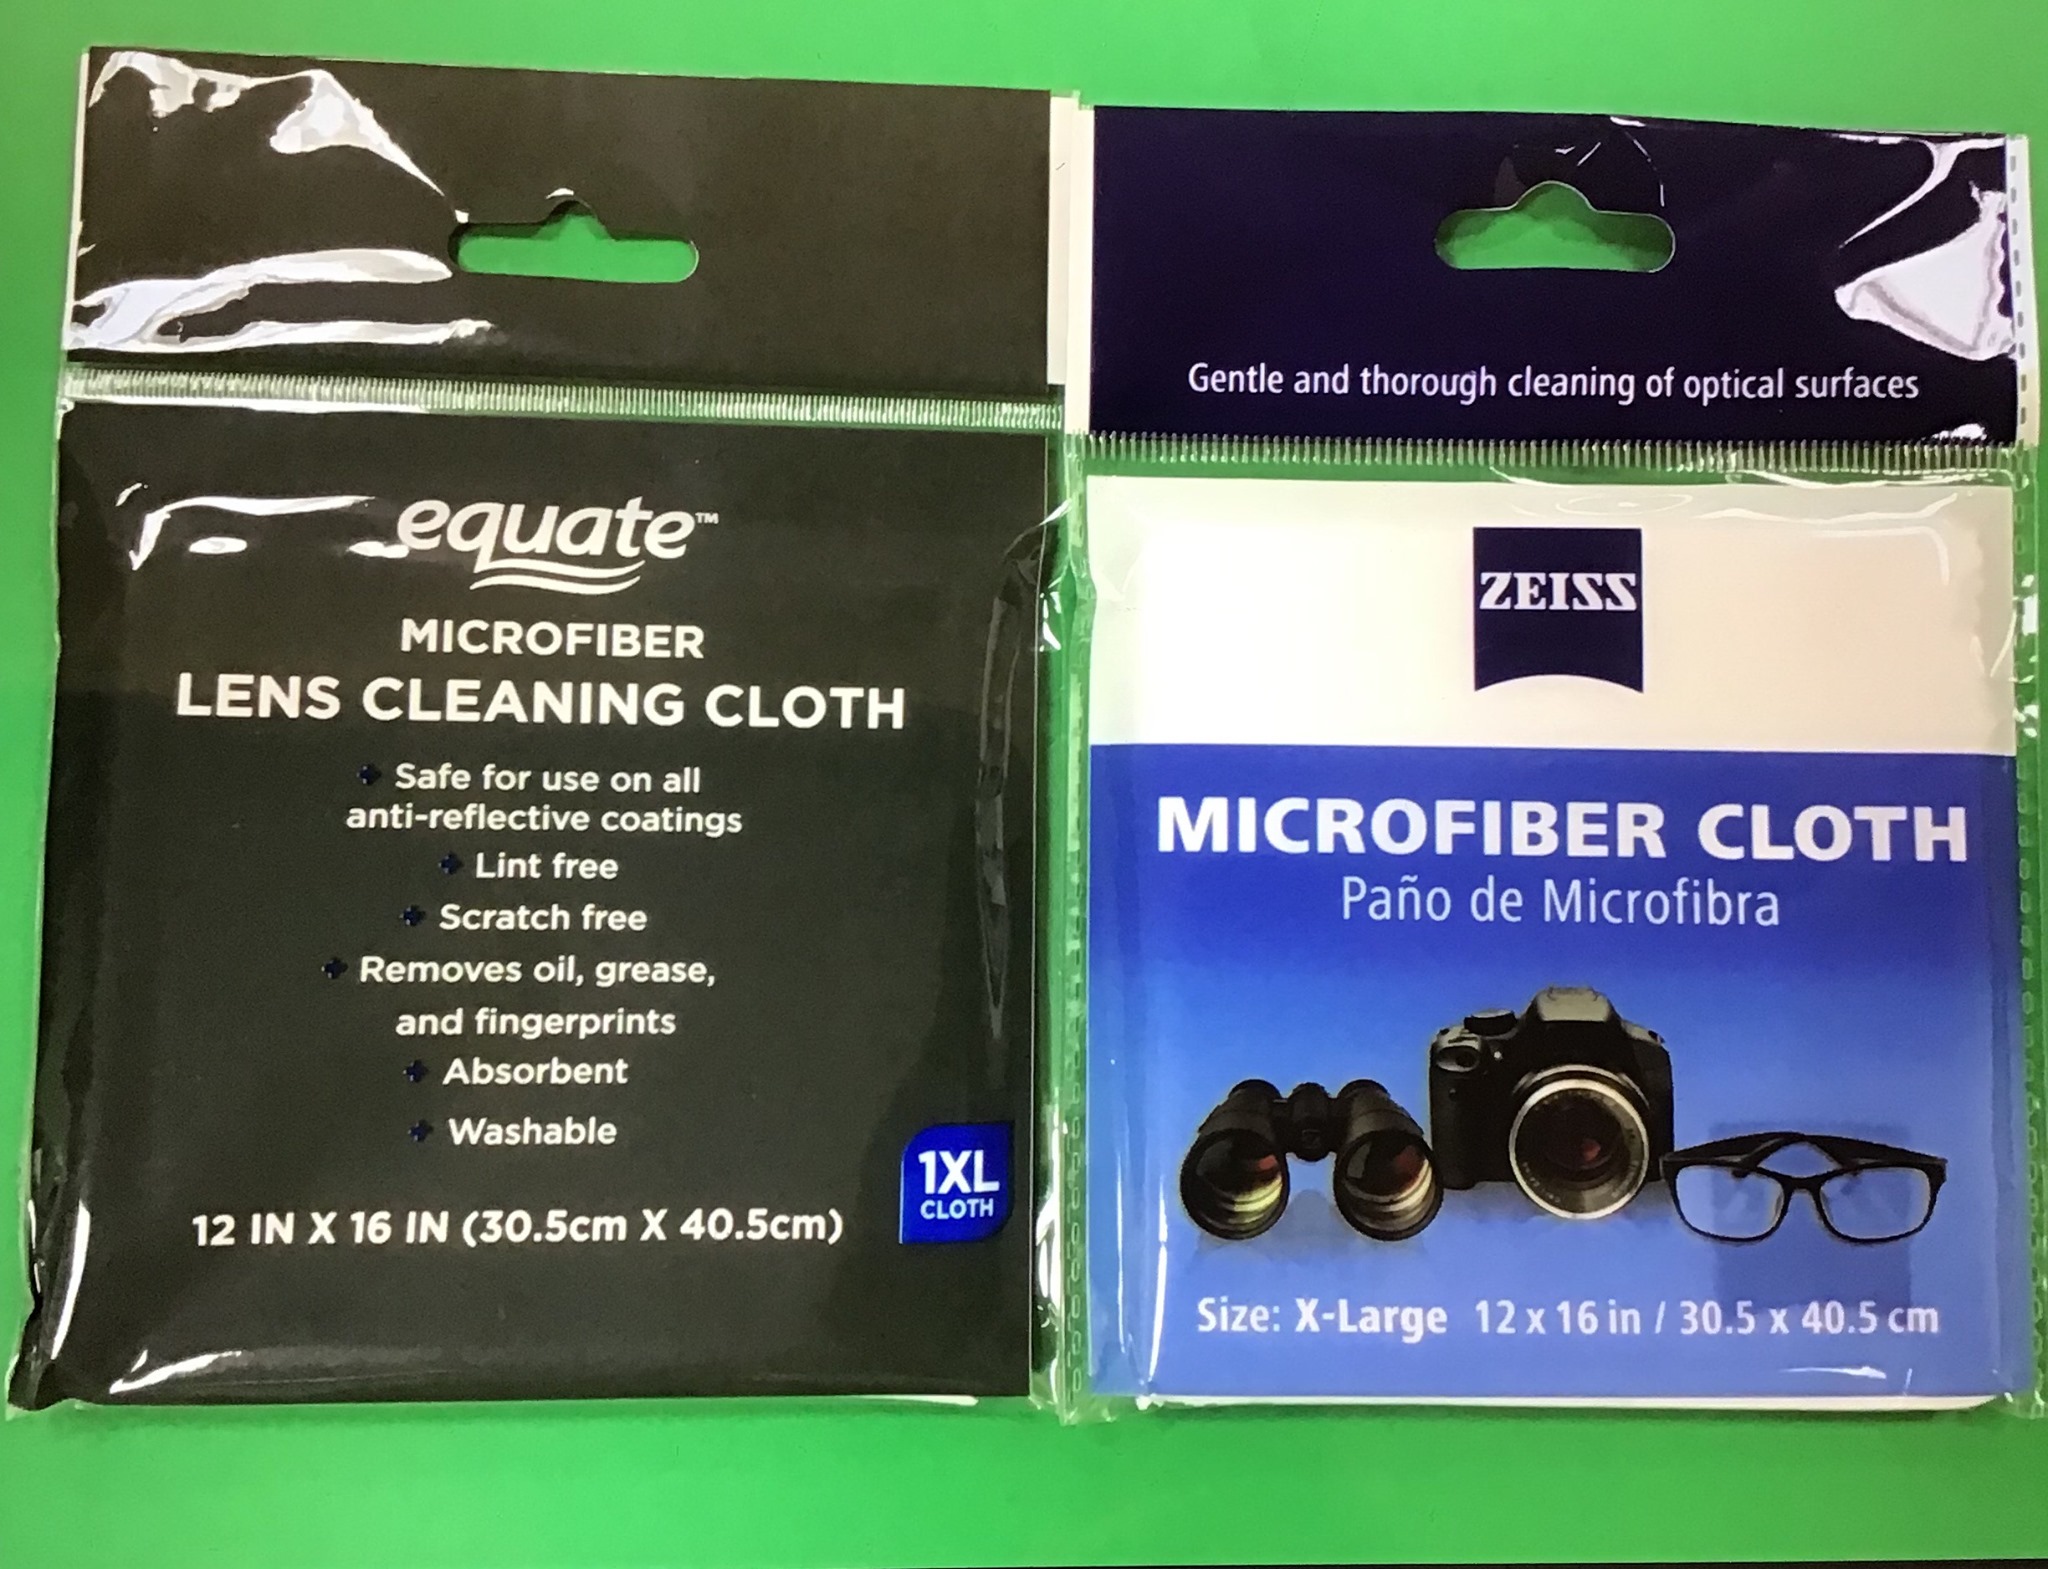 equate™
MICROFIBER
LENS CLEANING CLOTH
Safe for use on all
anti-reflective coatings
Lint free
Scratch free
Removes oil, grease,
and fingerprints
Absorbent
Washable
1XL
CLOTH
12 IN X 16 IN (30.5cm X 40.5cm)
Gentle and thorough cleaning of optical surfaces
ZEISS
MICROFIBER CLOTH
Paño de Microfibra
Size: X-Large 12 x 16 in / 30.5 x 40.5 cm